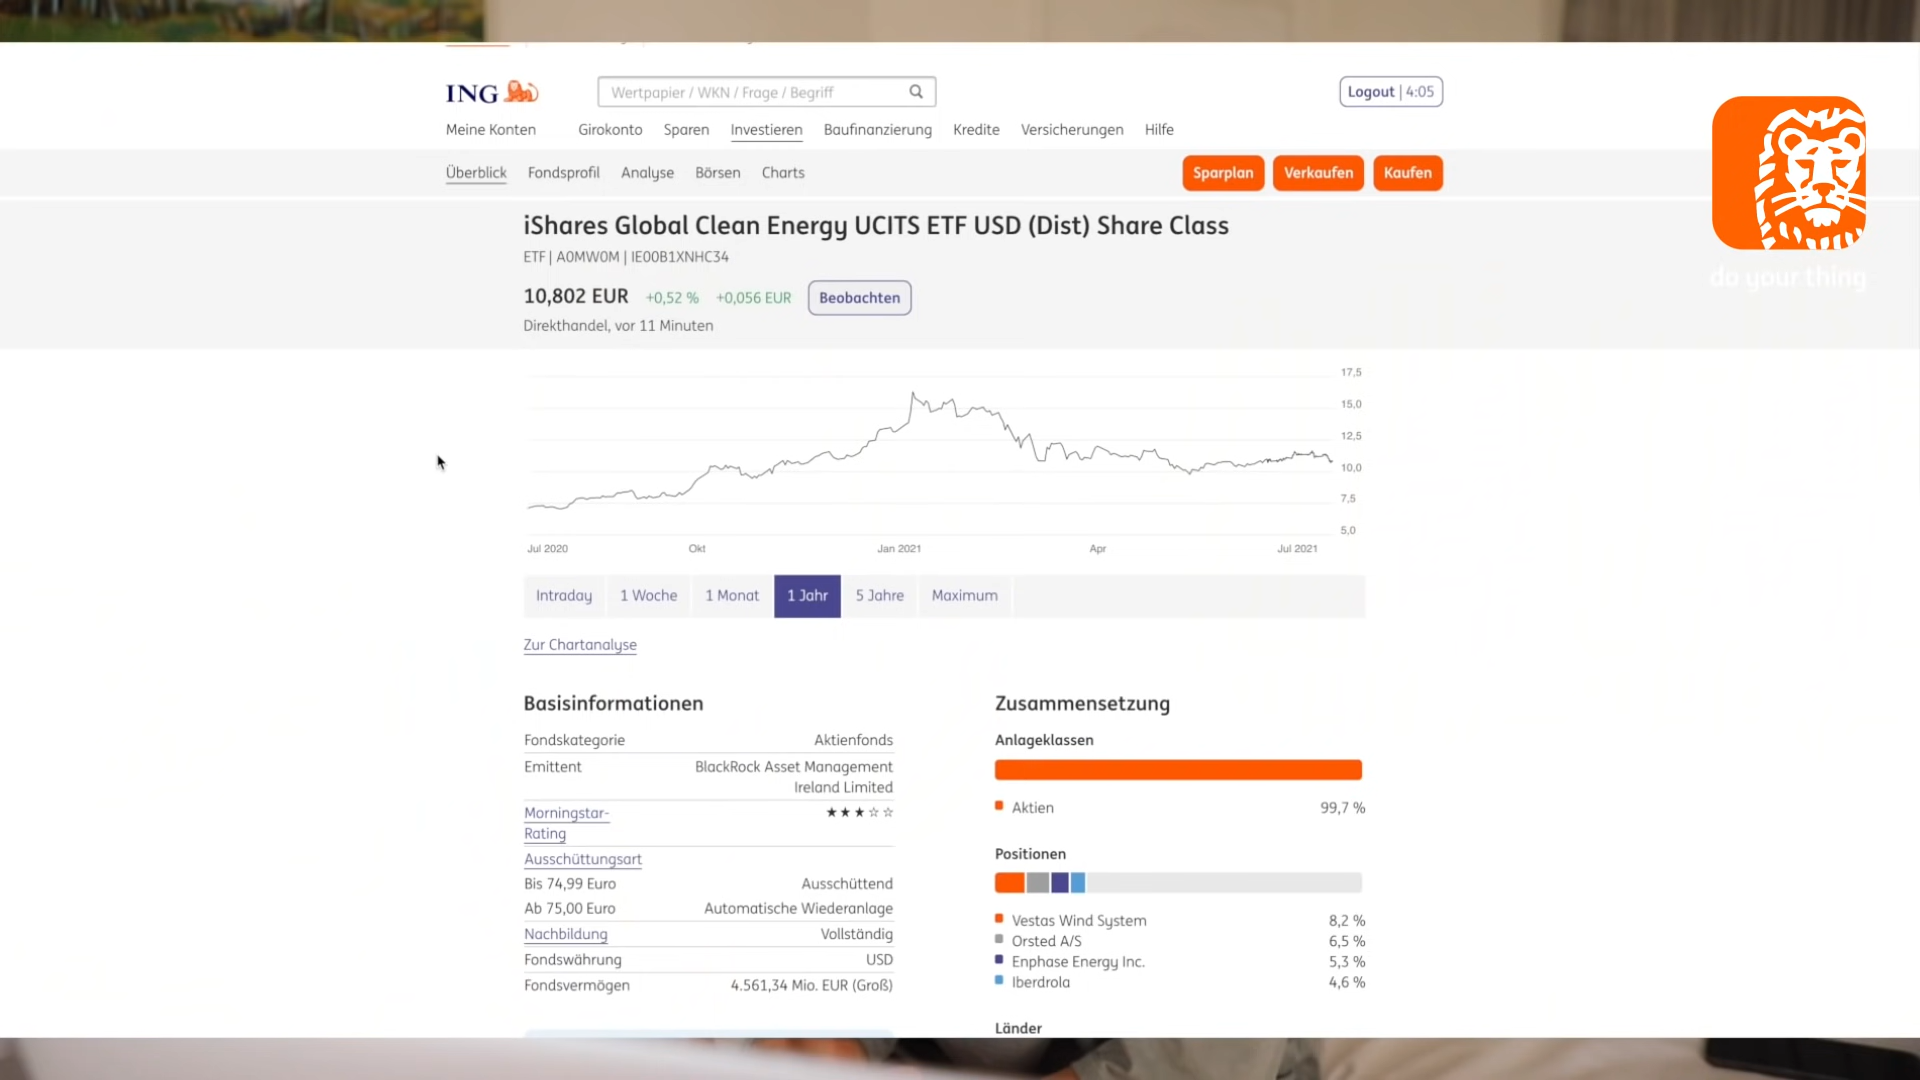 ING
Wertpapier / WKN / Frage / Begriff
Logout | 4:05
Meine Konten Girokonto Sparen Investieren Baufinanzierung Kredite Versicherungen Hilfe
Überblick Fondsprofil Analyse Börsen Charts Sparplan Verkaufen Kaufen
do your thing
iShares Global Clean Energy UCITS ETF USD (Dist) Share Class
ETF | A0MW0M | IE00B1XNHC34
10,802 EUR +0,52 % +0,056 EUR Beobachten
Direkthandel, vor 11 Minuten
17,5
15,0
12,5
10,0
7,5
5,0
Jul 2020 Okt Jan 2021 Apr Jul 2021
Intraday 1 Woche 1 Monat 1 Jahr 5 Jahre Maximum
Zur Chartanalyse
Basisinformationen
Fondskategorie Aktienfonds
Emittent BlackRock Asset Management
Ireland Limited
Morningstar- ★★★☆☆
Rating
Ausschüttungsart
Bis 74,99 Euro Ausschüttend
Ab 75,00 Euro Automatische Wiederanlage
Nachbildung Vollständig
Fondswährung USD
Fondsvermögen 4.561,34 Mio. EUR (Groß)
Zusammensetzung
Anlageklassen
Aktien 99,7 %
Positionen
Vestas Wind System 8,2 %
Orsted A/S 6,5 %
Enphase Energy Inc. 5,3 %
Iberdrola 4,6 %
Länder